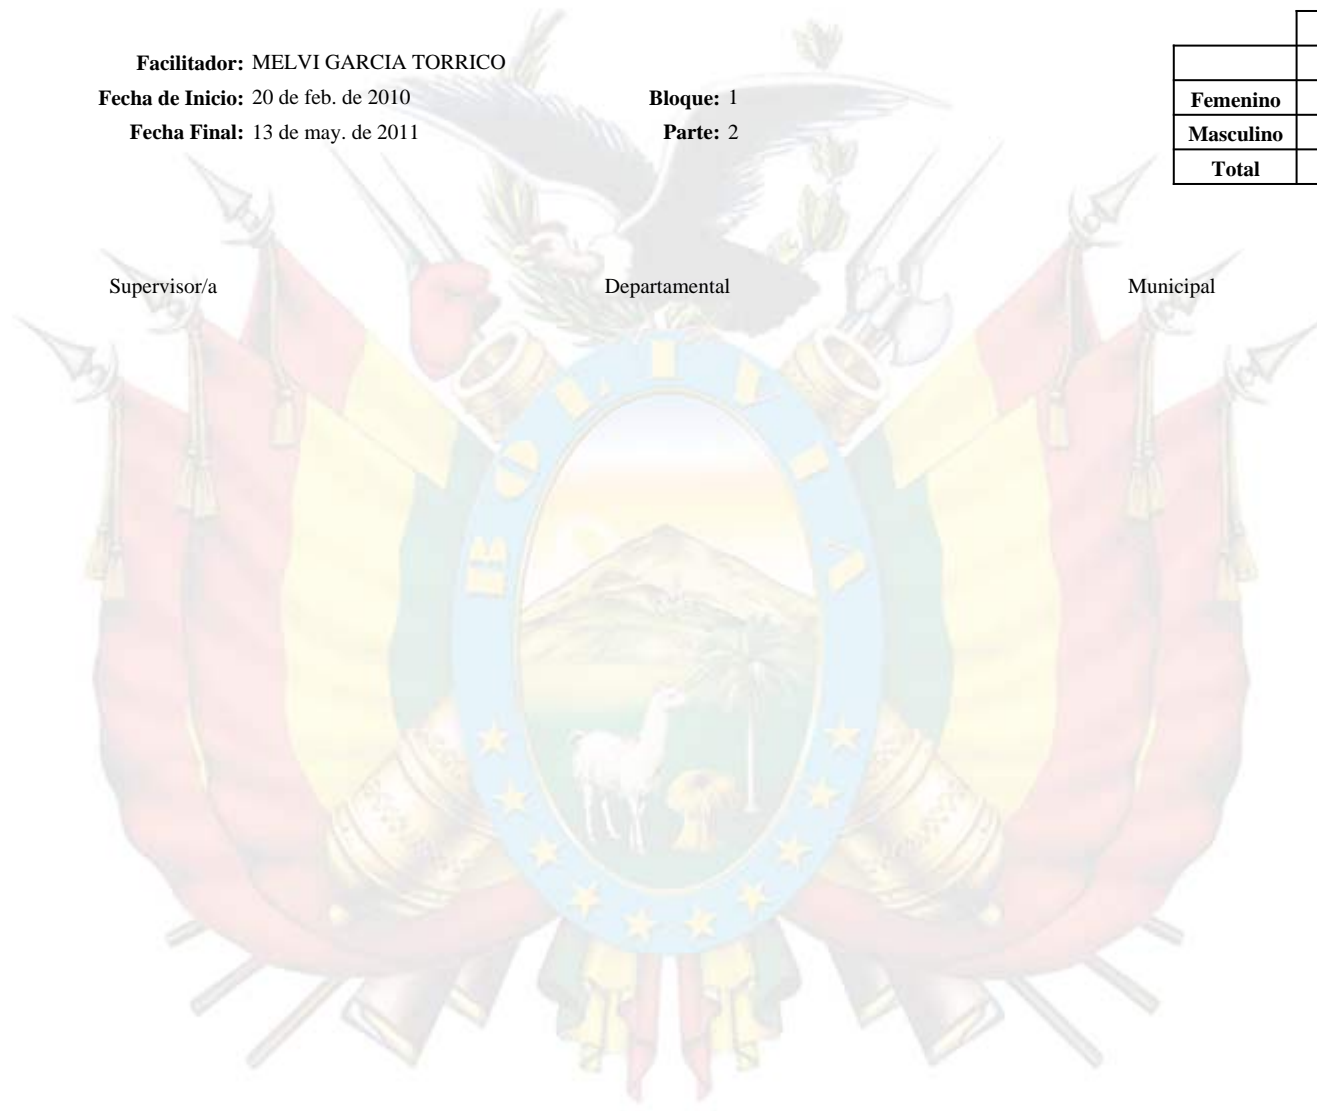 Facilitador: MELVI GARCIA TORRICO
Fecha de Inicio: 20 de feb. de 2010 Bloque: 1
Fecha Final: 13 de may. de 2011 Parte: 2
Femenino
Masculino
Total
Supervisor/a Departamental Municipal
BOLIVIA